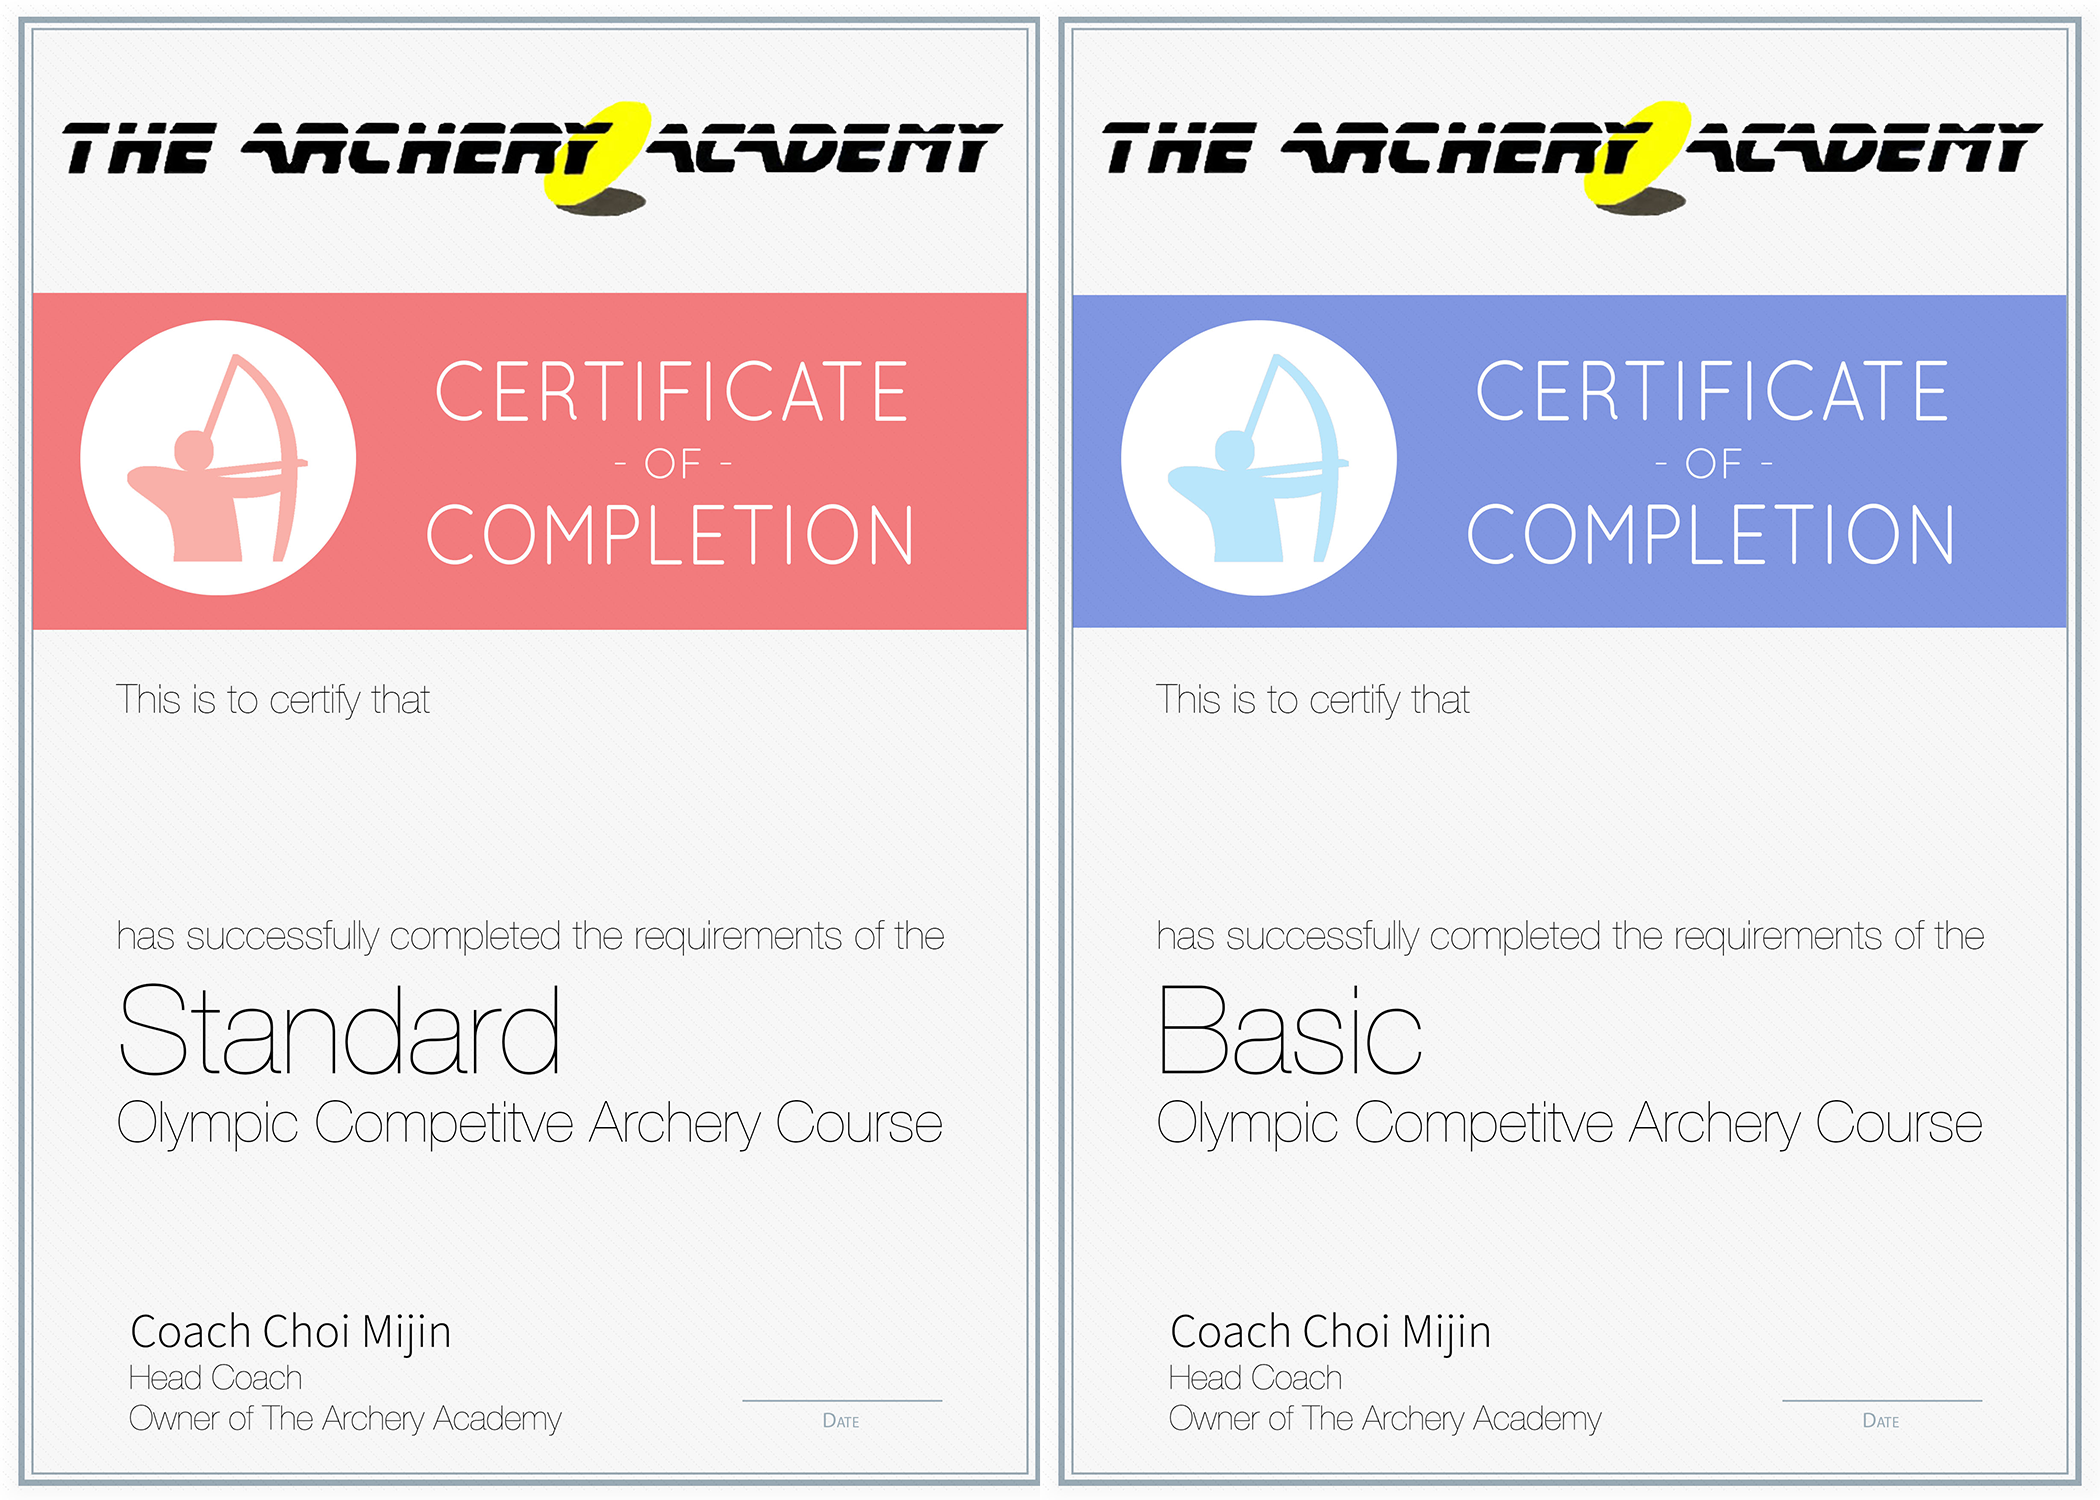 THE ARCHERY ACADEMY
CERTIFICATE
- OF -
COMPLETION
This is to certify that
has successfully completed the requirements of the
Standard
Olympic Competitve Archery Course
Coach Choi Mijin
Head Coach
Owner of The Archery Academy
DATE
THE ARCHERY ACADEMY
CERTIFICATE
- OF -
COMPLETION
This is to certify that
has successfully completed the requirements of the
Basic
Olympic Competitve Archery Course
Coach Choi Mijin
Head Coach
Owner of The Archery Academy
DATE